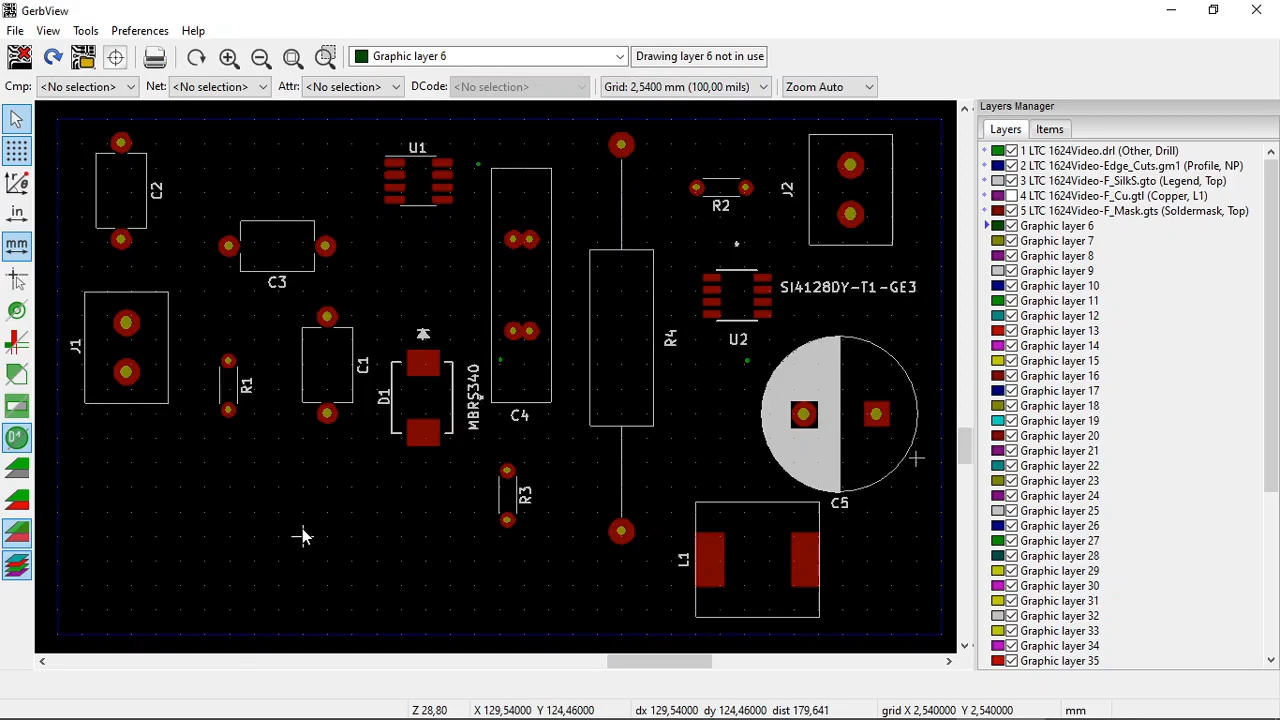 GerbView
File View Tools Preferences Help
Graphic layer 6 Drawing layer 6 not in use
Cmp: <No selection> Net: <No selection> Attr: <No selection> DCode: <No selection> Grid: 2,5400 mm (100,00 mils) Zoom Auto
Layers Manager
Layers Items
1 LTC 1624Video.drl (Other, Drill)
2 LTC 1624Video-Edge_Cuts.gm1 (Profile, NP)
3 LTC 1624Video-F_SilkS.gto (Legend, Top)
4 LTC 1624Video-F_Cu.gtl (Copper, L1)
5 LTC 1624Video-F_Mask.gts (Soldermask, Top)
Graphic layer 6
Graphic layer 7
Graphic layer 8
Graphic layer 9
Graphic layer 10
Graphic layer 11
Graphic layer 12
Graphic layer 13
Graphic layer 14
Graphic layer 15
Graphic layer 16
Graphic layer 17
Graphic layer 18
Graphic layer 19
Graphic layer 20
Graphic layer 21
Graphic layer 22
Graphic layer 23
Graphic layer 24
Graphic layer 25
Graphic layer 26
Graphic layer 27
Graphic layer 28
Graphic layer 29
Graphic layer 30
Graphic layer 31
Graphic layer 32
Graphic layer 33
Graphic layer 34
Graphic layer 35
in
mm
U1
C2
J2
R2
*
C3
SI4128DY-T1-GE3
J1
R4
U2
C1
R1
D1
MBRS340
C4
R3
C5
L1
Z 28,80 X 129,54000 Y 124,46000 dx 129,54000 dy 124,46000 dist 179,641 grid X 2,540000 Y 2,540000 mm